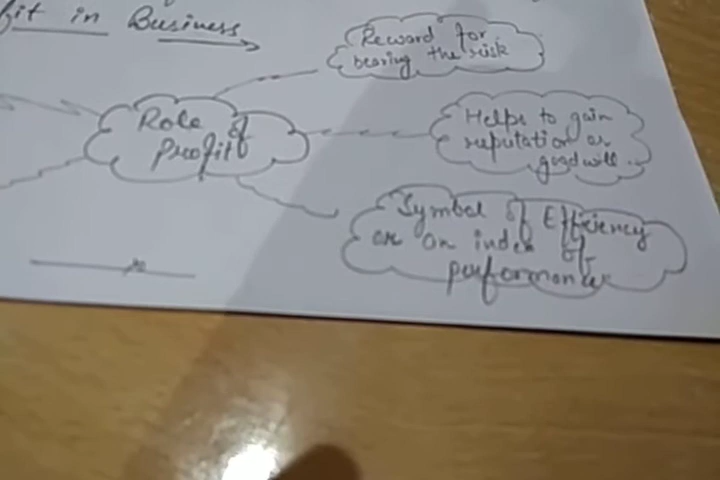 fit in Business
Reward for
bearing the risk
Role of
Profit
Helps to gain
reputation or
goodwill
Symbol of Efficiency
or an index of
performance